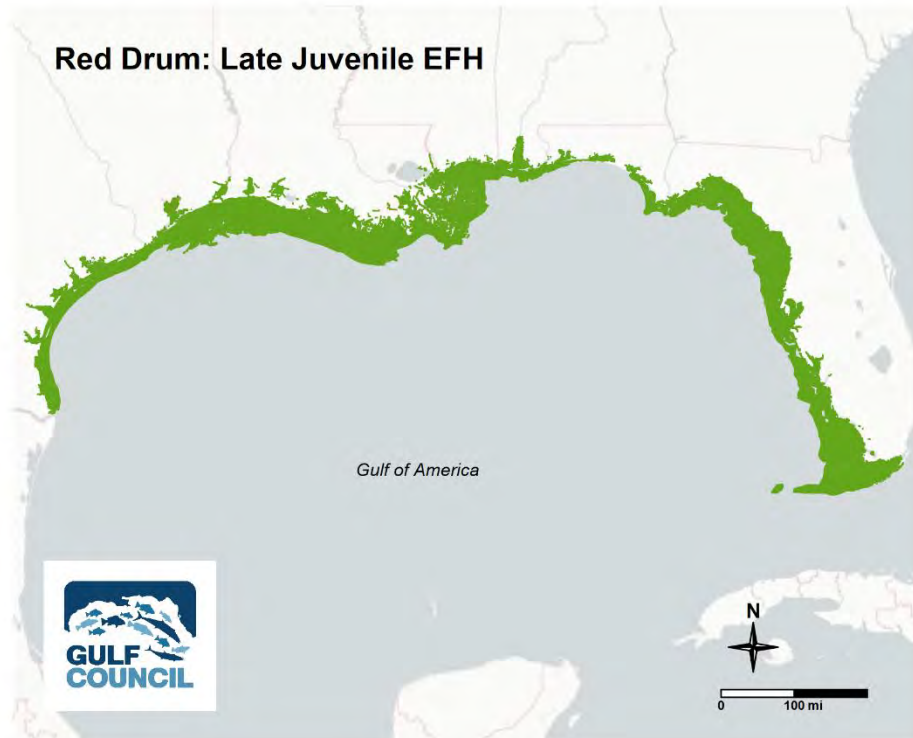 Red Drum: Late Juvenile EFH
Gulf of America
GULF
COUNCIL
N
0 100 mi